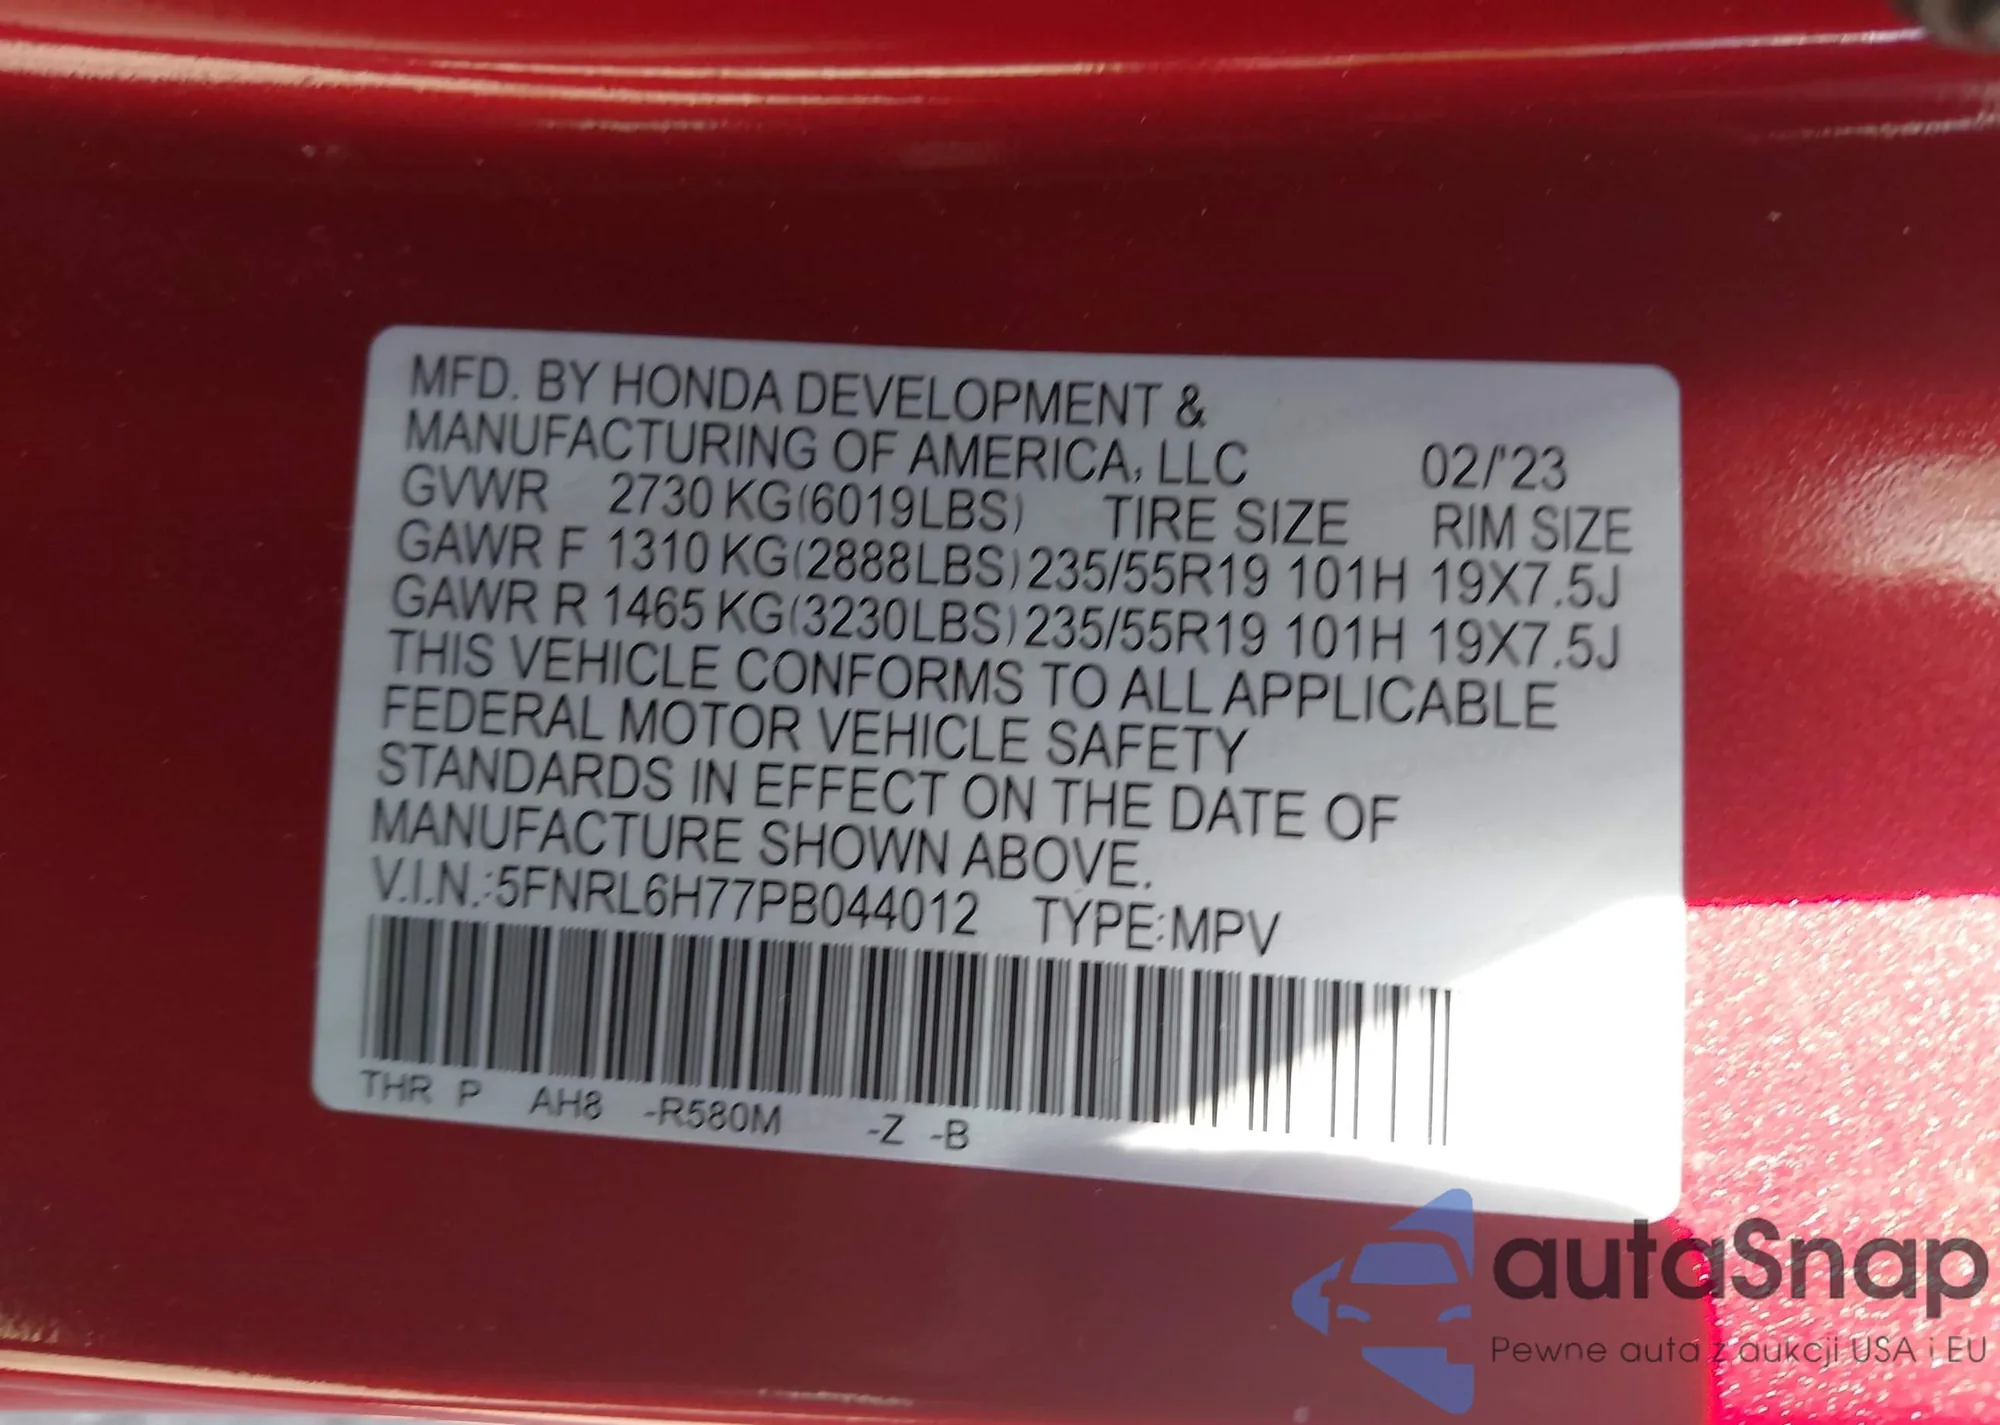 MFD. BY HONDA DEVELOPMENT &
MANUFACTURING OF AMERICA, LLC 02/'23
GVWR 2730 KG(6019LBS) TIRE SIZE RIM SIZE
GAWR F 1310 KG(2888LBS) 235/55R19 101H 19X7.5J
GAWR R 1465 KG(3230LBS) 235/55R19 101H 19X7.5J
THIS VEHICLE CONFORMS TO ALL APPLICABLE
FEDERAL MOTOR VEHICLE SAFETY
STANDARDS IN EFFECT ON THE DATE OF
MANUFACTURE SHOWN ABOVE.
V.I.N.:5FNRL6H77PB044012 TYPE:MPV
THR P AH8 -R580M -Z -B
autaSnap
Pewne auta z aukcji USA i EU